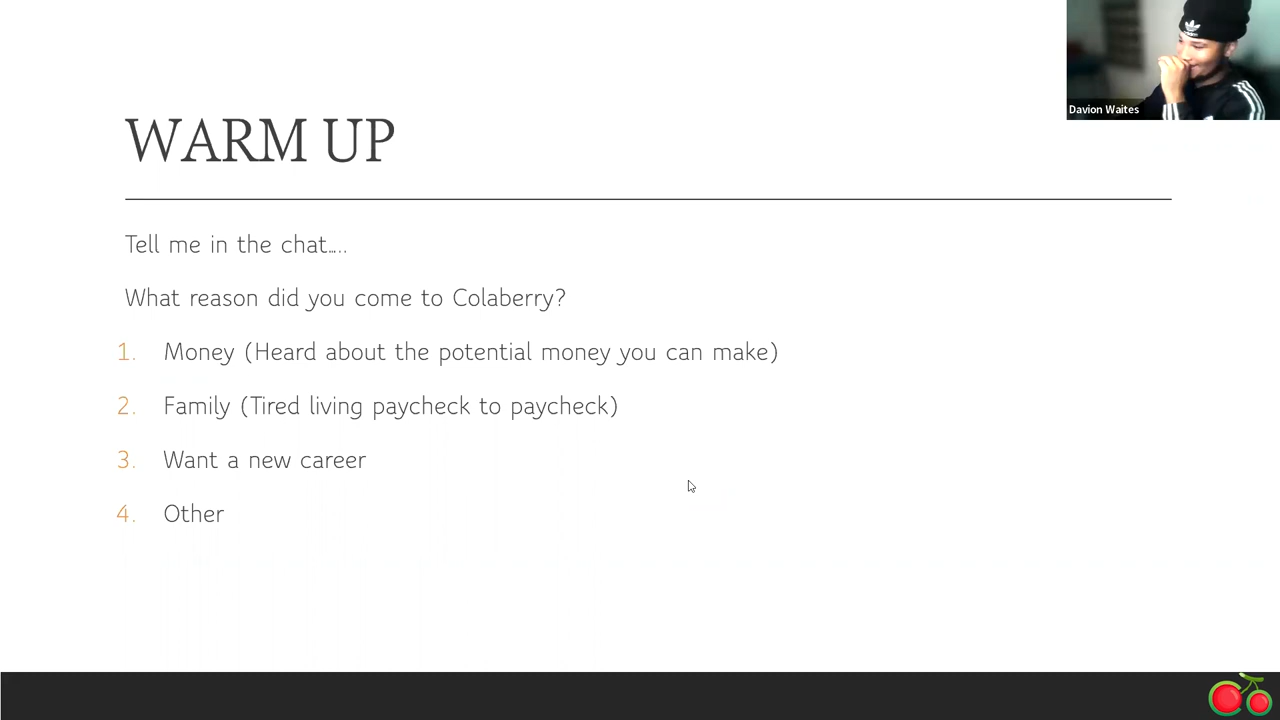 Davion Waites
WARM UP
Tell me in the chat.....
What reason did you come to Colaberry?
1. Money (Heard about the potential money you can make)
2. Family (Tired living paycheck to paycheck)
3. Want a new career
4. Other